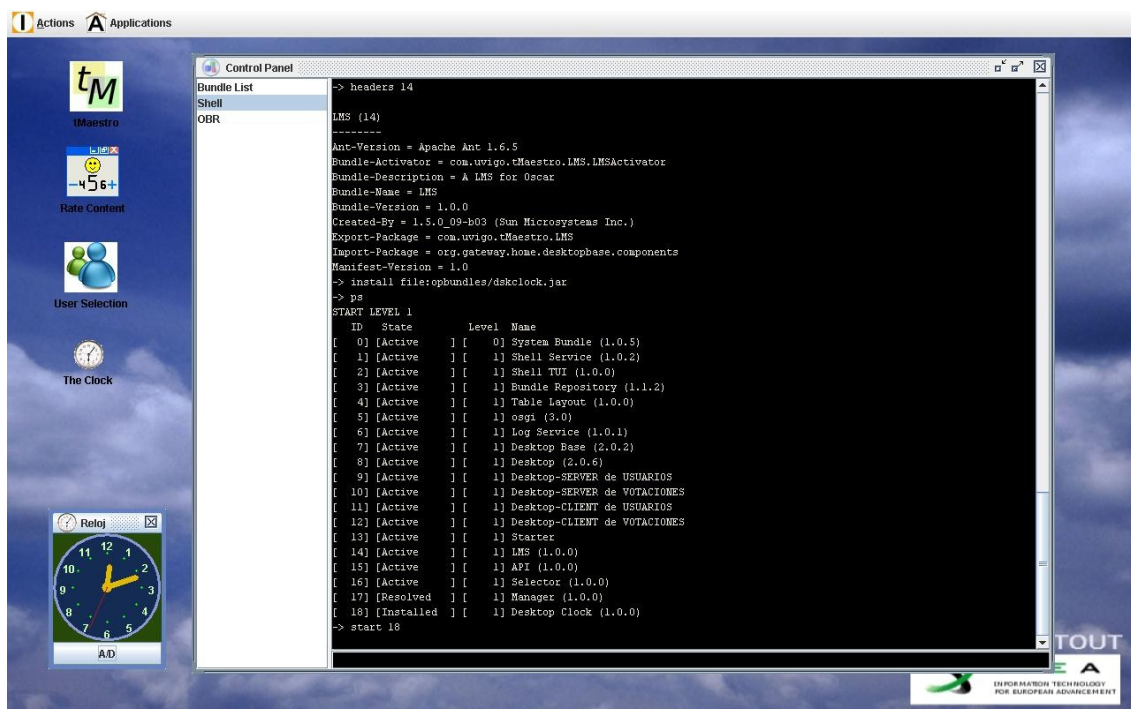 Actions Applications
tM
tMaestro
-456+
Rate Content
User Selection
The Clock
Control Panel
Bundle List
Shell
OBR
-> headers 14
LMS (14)
--------
Ant-Version = Apache Ant 1.6.5
Bundle-Activator = com.uvigo.tMaestro.LMS.LMSActivator
Bundle-Description = A LMS for Oscar
Bundle-Name = LMS
Bundle-Version = 1.0.0
Created-By = 1.5.0_09-b03 (Sun Microsystems Inc.)
Export-Package = com.uvigo.tMaestro.LMS
Import-Package = org.gateway.home.desktopbase.components
Manifest-Version = 1.0
-> install file:opbundles/dskclock.jar
-> ps
START LEVEL 1
ID State Level Name
[ 0] [Active ] [ 0] System Bundle (1.0.5)
[ 1] [Active ] [ 1] Shell Service (1.0.2)
[ 2] [Active ] [ 1] Shell TUI (1.0.0)
[ 3] [Active ] [ 1] Bundle Repository (1.1.2)
[ 4] [Active ] [ 1] Table Layout (1.0.0)
[ 5] [Active ] [ 1] osgi (3.0)
[ 6] [Active ] [ 1] Log Service (1.0.1)
[ 7] [Active ] [ 1] Desktop Base (2.0.2)
[ 8] [Active ] [ 1] Desktop (2.0.6)
[ 9] [Active ] [ 1] Desktop-SERVER de USUARIOS
[ 10] [Active ] [ 1] Desktop-SERVER de VOTACIONES
[ 11] [Active ] [ 1] Desktop-CLIENT de USUARIOS
[ 12] [Active ] [ 1] Desktop-CLIENT de VOTACIONES
[ 13] [Active ] [ 1] Starter
[ 14] [Active ] [ 1] LMS (1.0.0)
[ 15] [Active ] [ 1] API (1.0.0)
[ 16] [Active ] [ 1] Selector (1.0.0)
[ 17] [Resolved ] [ 1] Manager (1.0.0)
[ 18] [Installed ] [ 1] Desktop Clock (1.0.0)
-> start 18
Reloj
12
11 1
10 2
9 3
8 4
7 5
6
A/D
TOUT
E A
INFORMATION TECHNOLOGY
FOR EUROPEAN ADVANCEMENT